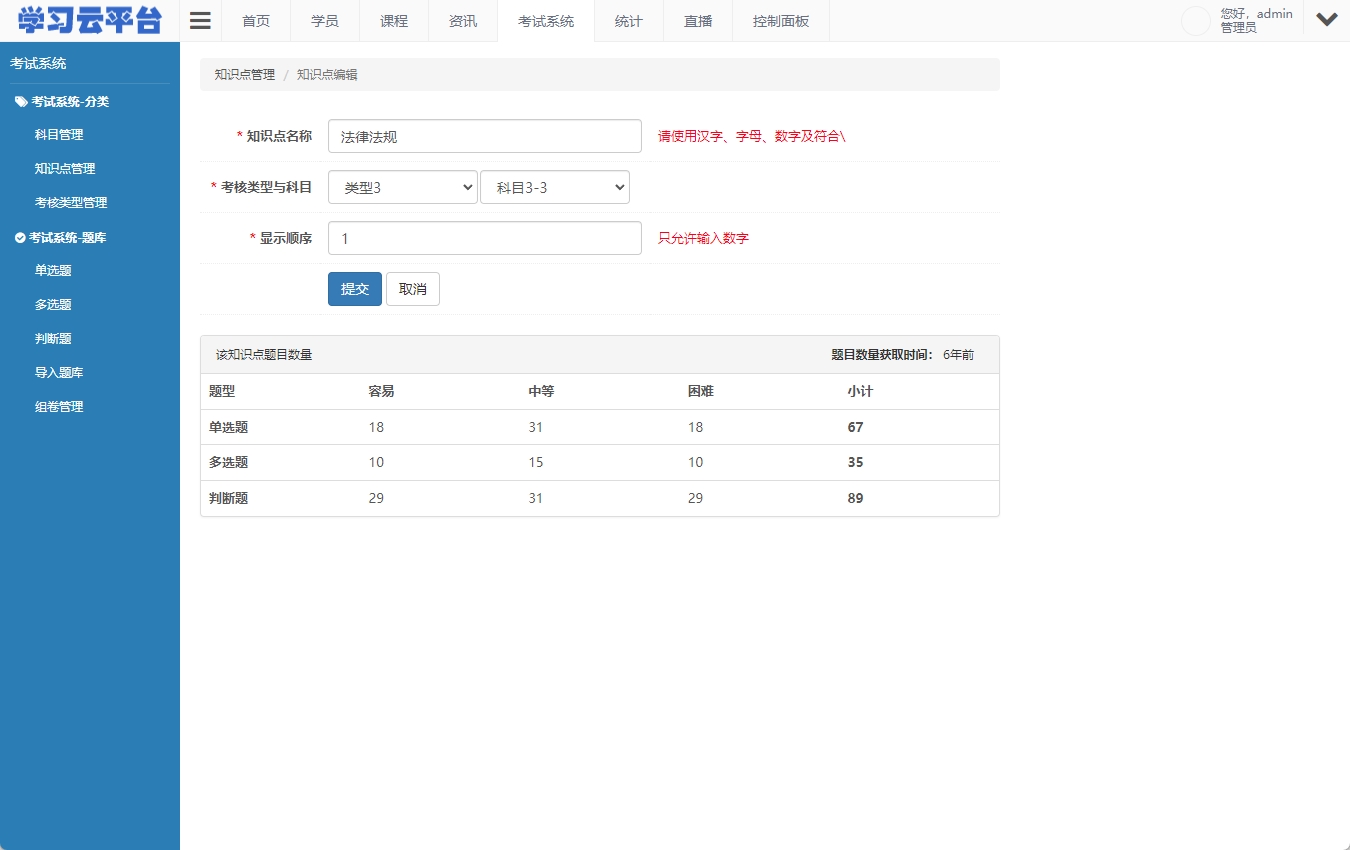 学习云平台 首页 学员 课程 资讯 考试系统 统计 直播 控制面板 您好，admin
管理员
考试系统
考试系统-分类
科目管理
知识点管理
考核类型管理
考试系统-题库
单选题
多选题
判断题
导入题库
组卷管理
知识点管理 / 知识点编辑
* 知识点名称 法律法规 请使用汉字、字母、数字及符合\
* 考核类型与科目 类型3 科目3-3
* 显示顺序 1 只允许输入数字
提交 取消
该知识点题目数量 题目数量获取时间： 6年前
题型 容易 中等 困难 小计
单选题 18 31 18 67
多选题 10 15 10 35
判断题 29 31 29 89